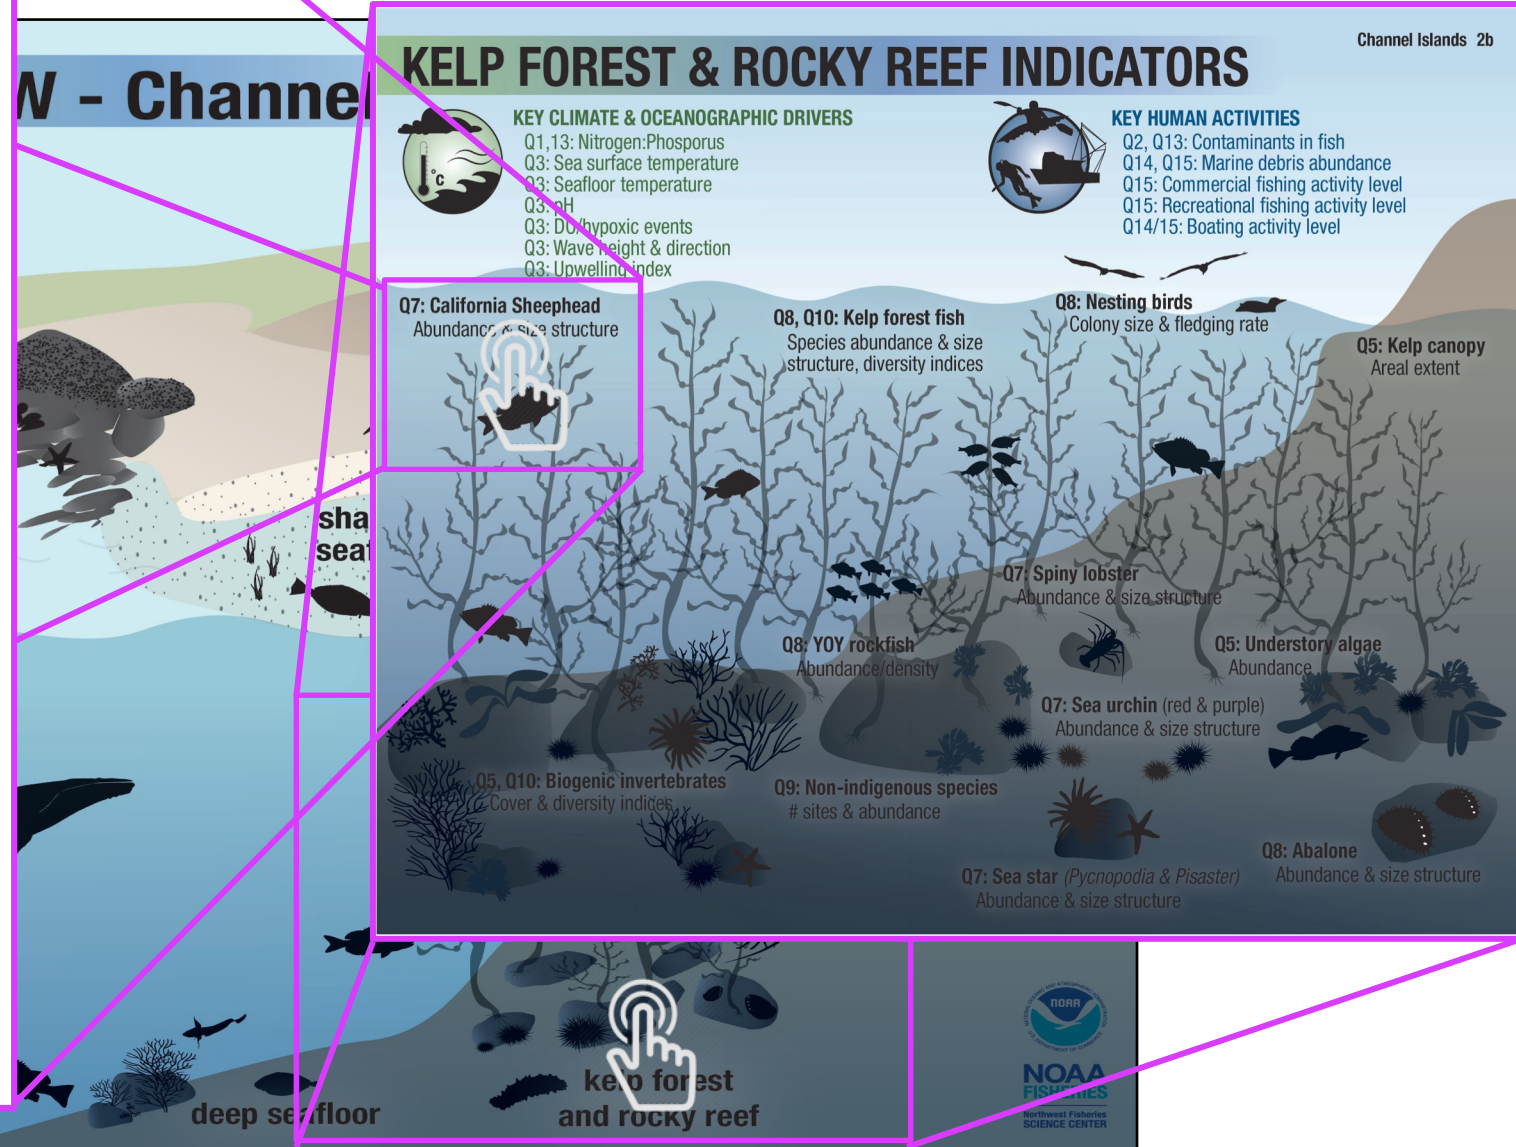 W - Channel
Channel Islands 2b
KELP FOREST & ROCKY REEF INDICATORS
KEY CLIMATE & OCEANOGRAPHIC DRIVERS
Q1,13: Nitrogen:Phosporus
Q3: Sea surface temperature
Q3: Seafloor temperature
Q3: pH
Q3: DO/hypoxic events
Q3: Wave height & direction
Q3: Upwelling index
°C
KEY HUMAN ACTIVITIES
Q2, Q13: Contaminants in fish
Q14, Q15: Marine debris abundance
Q15: Commercial fishing activity level
Q15: Recreational fishing activity level
Q14/15: Boating activity level
Q7: California Sheephead
Abundance & size structure
Q8, Q10: Kelp forest fish
Species abundance & size
structure, diversity indices
Q8: Nesting birds
Colony size & fledging rate
Q5: Kelp canopy
Areal extent
sha
seaf
Q7: Spiny lobster
Abundance & size structure
Q8: YOY rockfish
Abundance/density
Q5: Understory algae
Abundance
Q7: Sea urchin (red & purple)
Abundance & size structure
Q5, Q10: Biogenic invertebrates
Cover & diversity indices
Q9: Non-indigenous species
# sites & abundance
Q7: Sea star (Pycnopodia & Pisaster)
Abundance & size structure
Q8: Abalone
Abundance & size structure
deep seafloor
kelp forest
and rocky reef
NOAA
NOAA
FISHERIES
Northwest Fisheries
SCIENCE CENTER